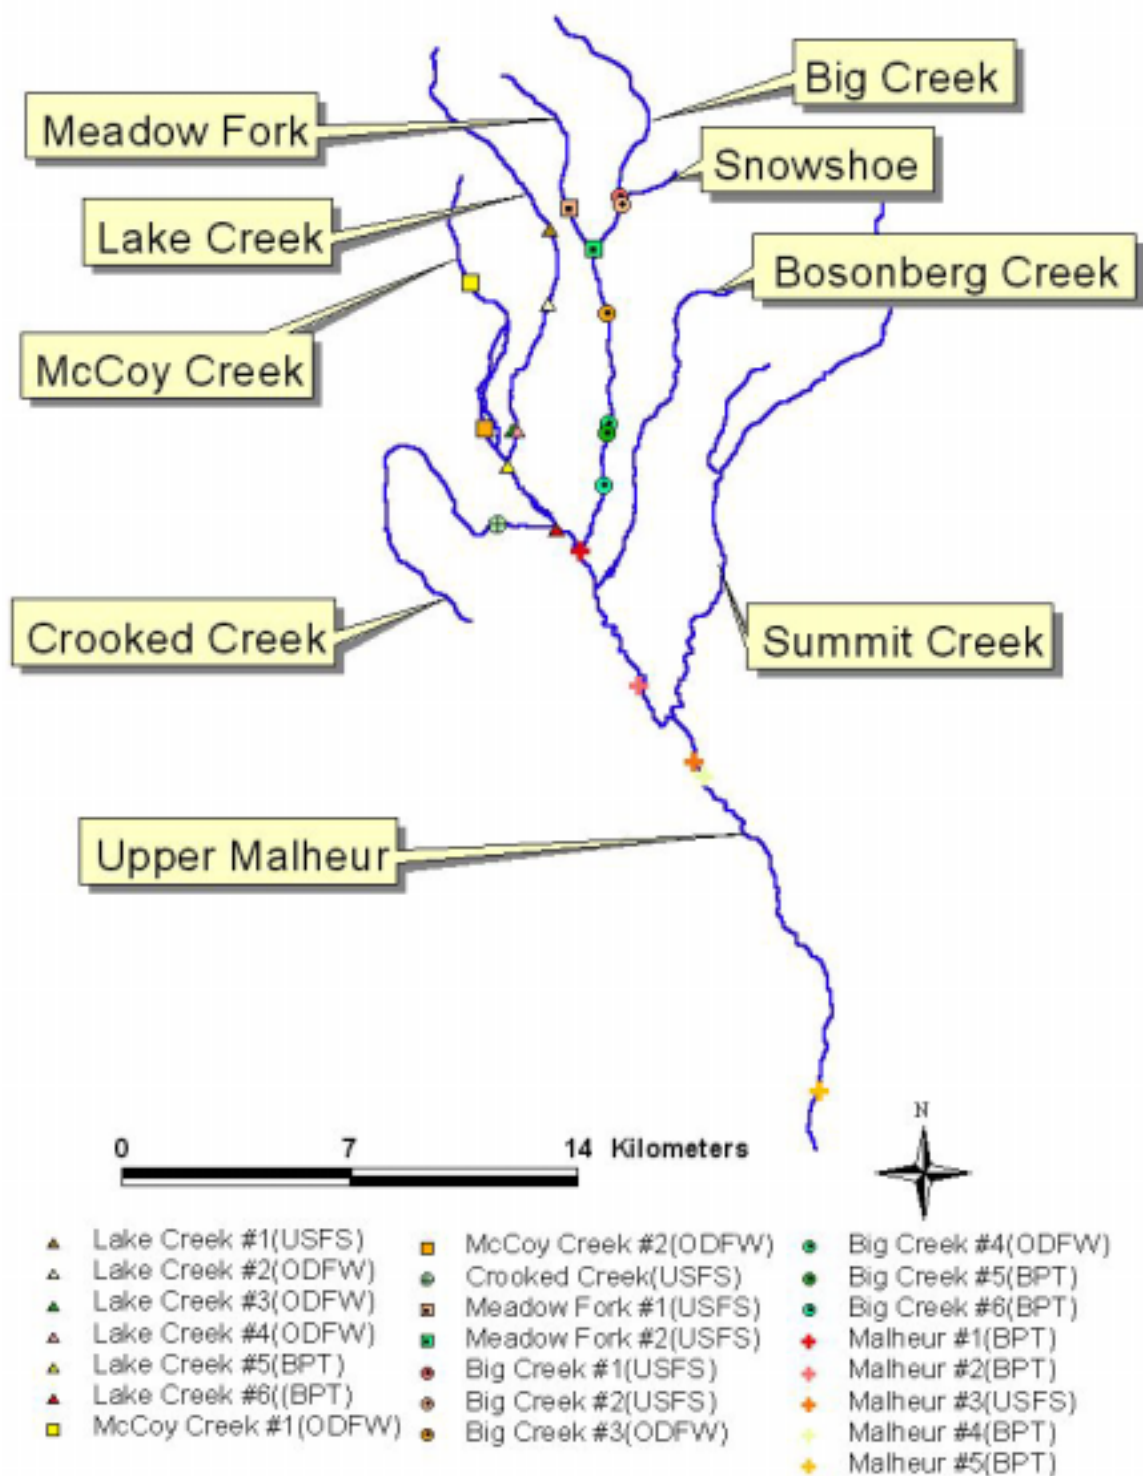 Big Creek
Meadow Fork
Snowshoe
Lake Creek
Bosonberg Creek
McCoy Creek
Crooked Creek
Summit Creek
Upper Malheur
N
0 7 14 Kilometers
Lake Creek #1(USFS)
Lake Creek #2(ODFW)
Lake Creek #3(ODFW)
Lake Creek #4(ODFW)
Lake Creek #5(BPT)
Lake Creek #6((BPT)
McCoy Creek #1(ODFW)
McCoy Creek #2(ODFW)
Crooked Creek(USFS)
Meadow Fork #1(USFS)
Meadow Fork #2(USFS)
Big Creek #1(USFS)
Big Creek #2(USFS)
Big Creek #3(ODFW)
Big Creek #4(ODFW)
Big Creek #5(BPT)
Big Creek #6(BPT)
Malheur #1(BPT)
Malheur #2(BPT)
Malheur #3(USFS)
Malheur #4(BPT)
Malheur #5(BPT)